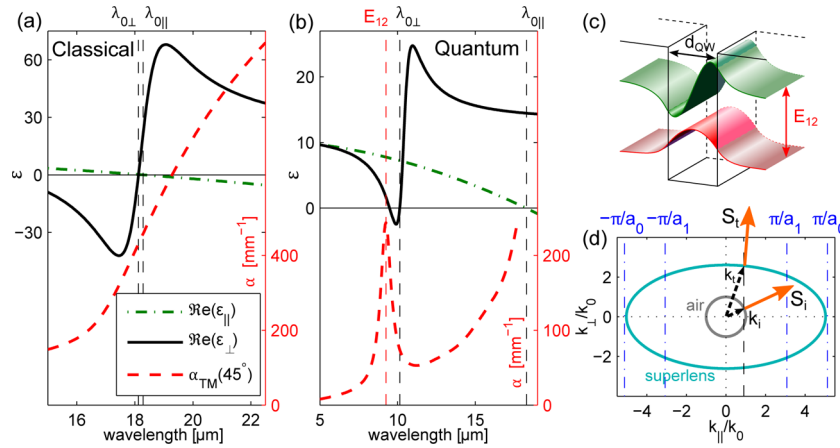 (a) λ0⊥ λ0∥
Classical
60
30
0
−30
ε
400
200
0
α [mm⁻¹]
ℜe(ε∥)
ℜe(ε⊥)
αTM(45°)
16 18 20 22
wavelength [µm]
(b) E12 λ0⊥ λ0∥
Quantum
20
10
0
ε
200
100
0
α [mm⁻¹]
5 10 15
wavelength [µm]
(c)
dQW
E12
−π/a0 −π/a1 St π/a1 π/a0
(d)
2
0
−2
k⊥/k0
kt
Si
air
ki
superlens
−4 −2 0 2 4
k∥/k0